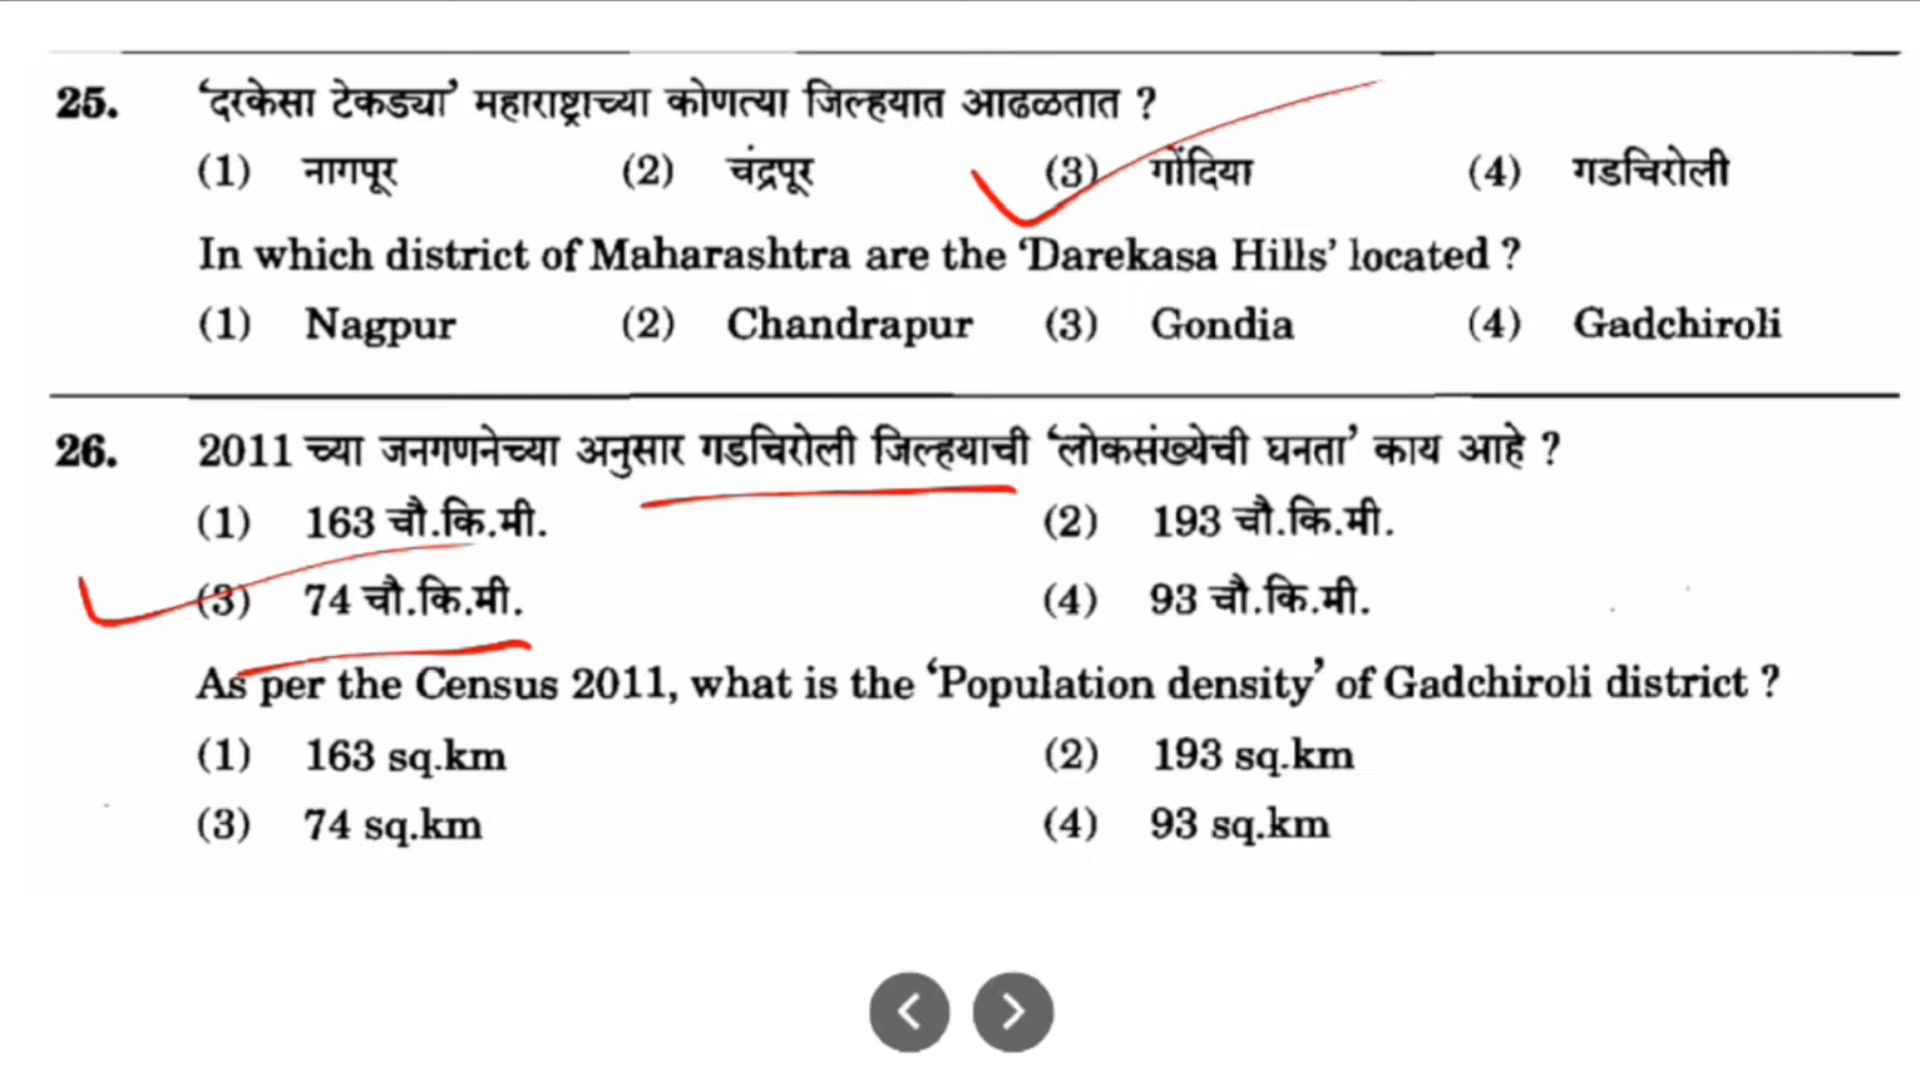 25. ‘दरकेसा टेकड्या’ महाराष्ट्राच्या कोणत्या जिल्हयात आढळतात ?
(1) नागपूर (2) चंद्रपूर (3) गोंदिया (4) गडचिरोली
In which district of Maharashtra are the ‘Darekasa Hills’ located ?
(1) Nagpur (2) Chandrapur (3) Gondia (4) Gadchiroli
26. 2011 च्या जनगणनेच्या अनुसार गडचिरोली जिल्हयाची ‘लोकसंख्येची घनता’ काय आहे ?
(1) 163 चौ.कि.मी. (2) 193 चौ.कि.मी.
(3) 74 चौ.कि.मी. (4) 93 चौ.कि.मी.
As per the Census 2011, what is the ‘Population density’ of Gadchiroli district ?
(1) 163 sq.km (2) 193 sq.km
(3) 74 sq.km (4) 93 sq.km